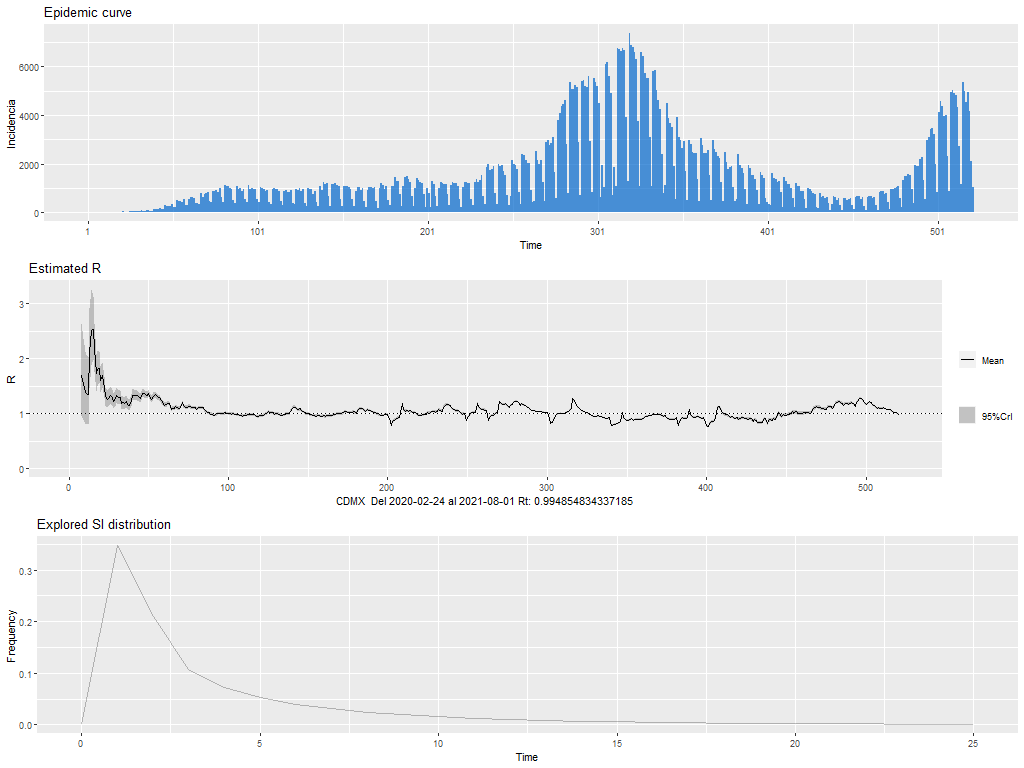 Epidemic curve
Incidencia
6000
4000
2000
0
1 101 201 301 401 501
Time
Estimated R
R
3
2
1
0
0 100 200 300 400 500
CDMX Del 2020-02-24 al 2021-08-01 Rt: 0.994854834337185
Mean
95%CrI
Explored SI distribution
Frequency
0.3
0.2
0.1
0.0
0 5 10 15 20 25
Time